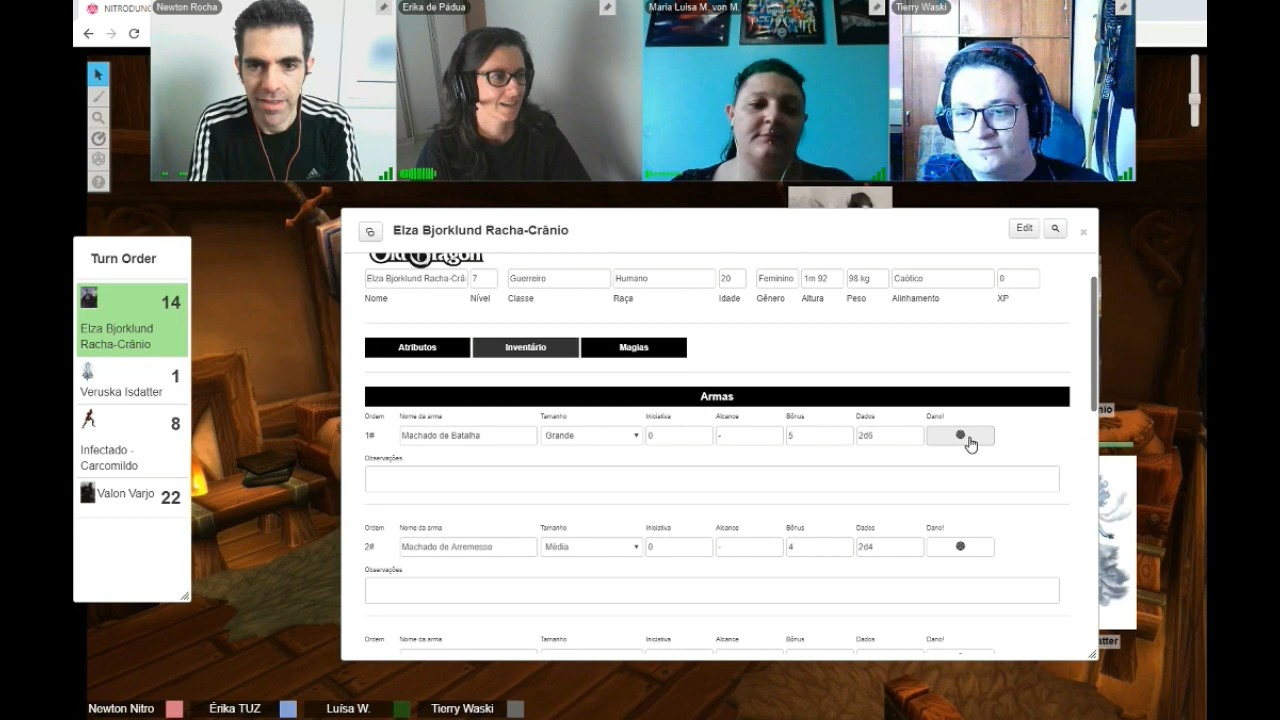 NITRODUNG
Newton Rocha
Erika de Pádua
Maria Luisa M. von M.
Tierry Waski
Turn Order
14
Elza Bjorklund
Racha-Crânio
1
Veruska Isdatter
8
Infectado -
Carcomildo
Valon Varjo 22
Elza Bjorklund Racha-Crânio
Edit
Old Dragon
Elza Bjorklund Racha-Crâ 7 Guerreiro Humano 20 Feminino 1m 92 98 kg Caótico 0
Nome Nível Classe Raça Idade Gênero Altura Peso Alinhamento XP
Atributos Inventário Magias
Armas
Ordem Nome da arma Tamanho Iniciativa Alcance Bônus Dados Dano!
1# Machado de Batalha Grande 0 - 5 2d6
Observações
Ordem Nome da arma Tamanho Iniciativa Alcance Bônus Dados Dano!
2# Machado de Arremesso Média 0 - 4 2d4
Observações
Ordem Nome da arma Tamanho Iniciativa Alcance Bônus Dados Dano!
nio
atter
Newton Nitro Érika TUZ Luísa W. Tierry Waski